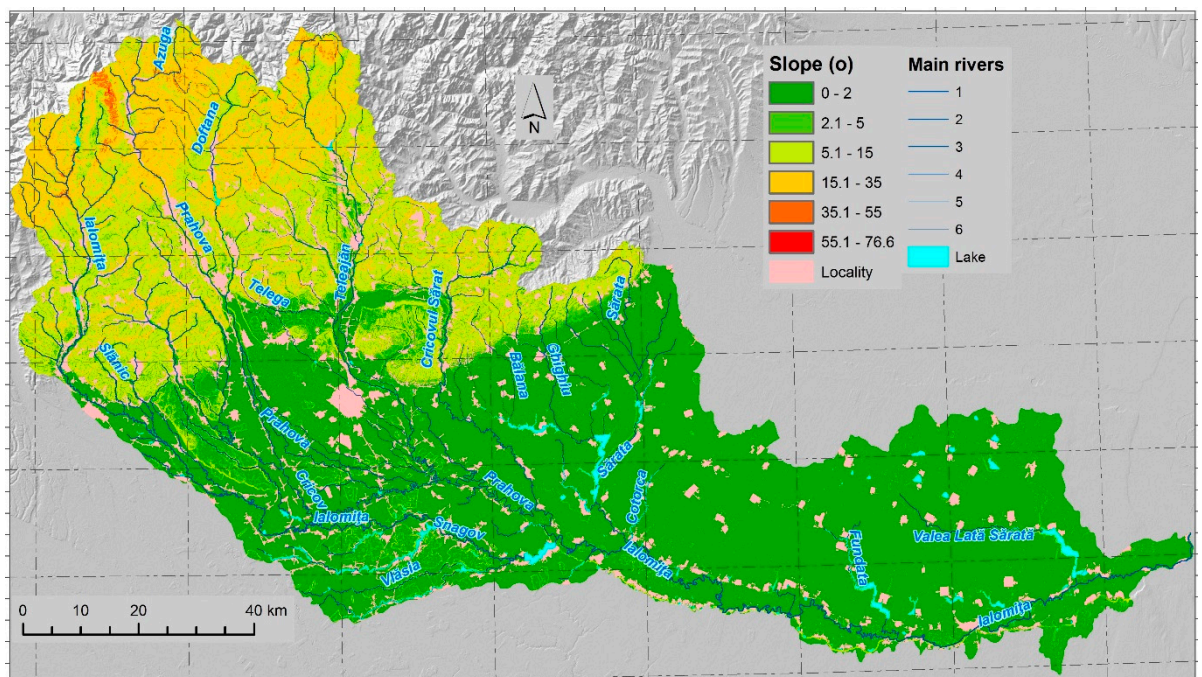 Slope (o)
0 - 2
2.1 - 5
5.1 - 15
15.1 - 35
35.1 - 55
55.1 - 76.6
Locality
Main rivers
1
2
3
4
5
6
Lake
N
Azuga
Doftana
Ialomița
Prahova
Teleajăn
Telega
Cricovul Sărat
Sărata
Slănic
Băiana
Ghighiu
Prahova
Cricov
Ialomița
Prahova
Snagov
Vlăsia
Sărata
Cotorca
Ialomița
Fundata
Valea Lată Sărată
Ialomița
0 10 20 40 km